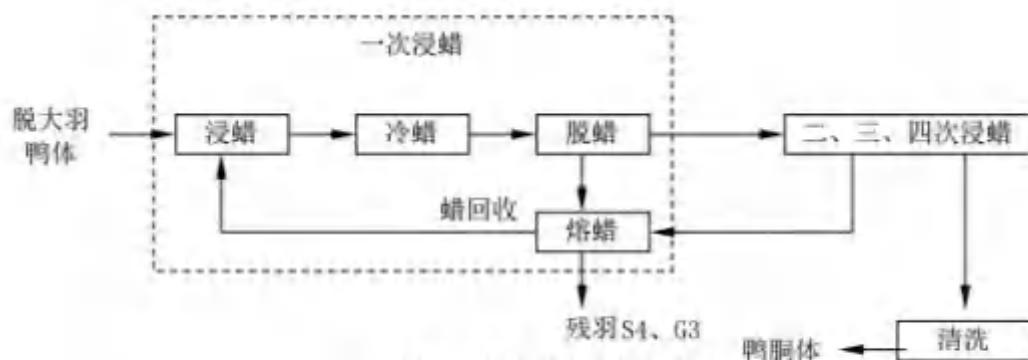 一次浸蜡
脱大羽
鸭体
浸蜡
冷蜡
脱蜡
二、三、四次浸蜡
蜡回收
熔蜡
残羽S4、G3
清洗
鸭胴体